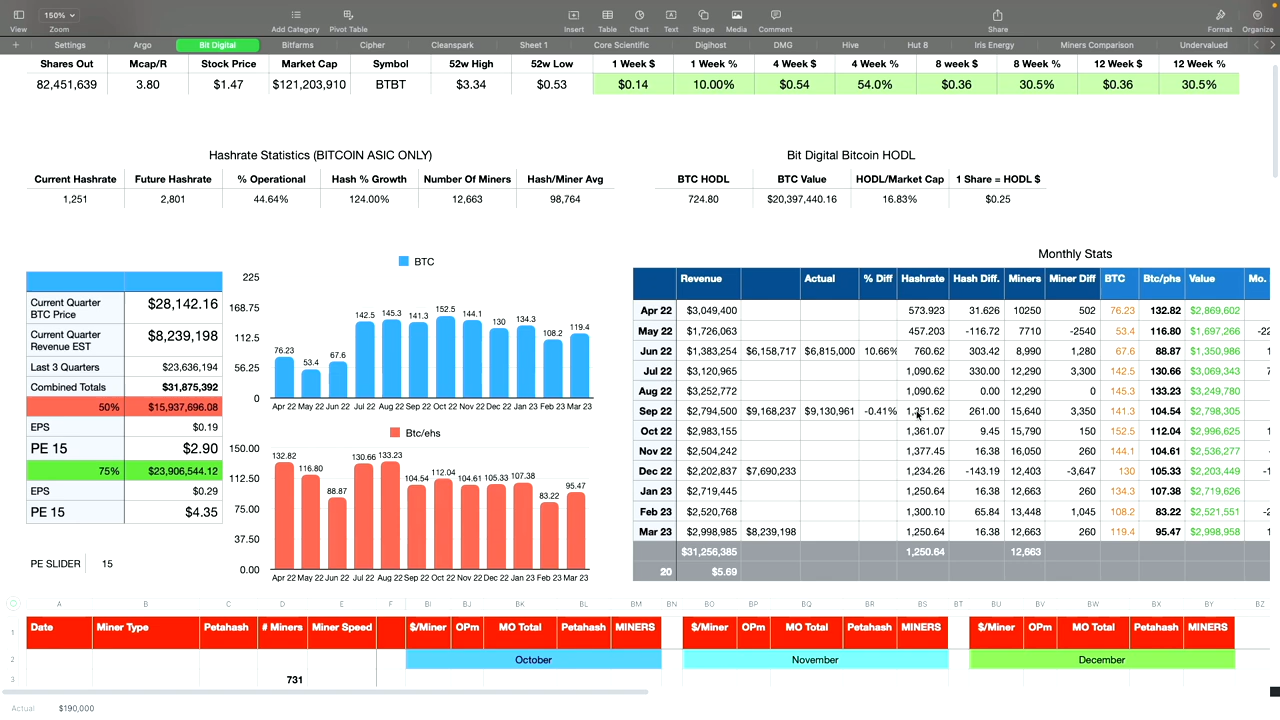 150%
View Zoom Add Category Pivot Table Insert Table Chart Text Shape Media Comment Share Format Organize
Settings Argo Bit Digital Bitfarms Cipher Cleanspark Sheet 1 Core Scientific Digihost DMG Hive Hut 8 Iris Energy Miners Comparison Undervalued
Shares Out Mcap/R Stock Price Market Cap Symbol 52w High 52w Low 1 Week $ 1 Week % 4 Week $ 4 Week % 8 week $ 8 Week % 12 Week $ 12 Week %
82,451,639 3.80 $1.47 $121,203,910 BTBT $3.34 $0.53 $0.14 10.00% $0.54 54.0% $0.36 30.5% $0.36 30.5%
Hashrate Statistics (BITCOIN ASIC ONLY)
Current Hashrate Future Hashrate % Operational Hash % Growth Number Of Miners Hash/Miner Avg
1,251 2,801 44.64% 124.00% 12,663 98,764
Bit Digital Bitcoin HODL
BTC HODL BTC Value HODL/Market Cap 1 Share = HODL $
724.80 $20,397,440.16 16.83% $0.25
Current Quarter
BTC Price $28,142.16
Current Quarter
Revenue EST $8,239,198
Last 3 Quarters $23,636,194
Combined Totals $31,875,392
50% $15,937,696.08
EPS $0.19
PE 15 $2.90
75% $23,906,544.12
EPS $0.29
PE 15 $4.35
PE SLIDER 15
BTC
225
168.75
112.5
56.25
0
76.23 53.4 67.6 142.5 145.3 141.3 152.5 144.1 130 134.3 108.2 119.4
Apr 22 May 22 Jun 22 Jul 22 Aug 22 Sep 22 Oct 22 Nov 22 Dec 22 Jan 23 Feb 23 Mar 23
Btc/ehs
150.00
112.50
75.00
37.50
0.00
132.82 116.80 88.87 130.66 133.23 104.54 112.04 104.61 105.33 107.38 83.22 95.47
Apr 22 May 22 Jun 22 Jul 22 Aug 22 Sep 22 Oct 22 Nov 22 Dec 22 Jan 23 Feb 23 Mar 23
Monthly Stats
Revenue Actual % Diff Hashrate Hash Diff. Miners Miner Diff BTC Btc/phs Value Mo.
Apr 22 $3,049,400 573.923 31.626 10250 502 76.23 132.82 $2,869,602
May 22 $1,726,063 457.203 -116.72 7710 -2540 53.4 116.80 $1,697,266 -22
Jun 22 $1,383,254 $6,158,717 $6,815,000 10.66% 760.62 303.42 8,990 1,280 67.6 88.87 $1,350,986 1
Jul 22 $3,120,965 1,090.62 330.00 12,290 3,300 142.5 130.66 $3,069,343 7
Aug 22 $3,252,772 1,090.62 0.00 12,290 0 145.3 133.23 $3,249,780
Sep 22 $2,794,500 $9,168,237 $9,130,961 -0.41% 1,351.62 261.00 15,640 3,350 141.3 104.54 $2,798,305
Oct 22 $2,983,155 1,361.07 9.45 15,790 150 152.5 112.04 $2,996,625 1
Nov 22 $2,504,242 1,377.45 16.38 16,050 260 144.1 104.61 $2,536,277
Dec 22 $2,202,837 $7,690,233 1,234.26 -143.19 12,403 -3,647 130 105.33 $2,203,449 -1
Jan 23 $2,719,445 1,250.64 16.38 12,663 260 134.3 107.38 $2,719,626
Feb 23 $2,520,768 1,300.10 65.84 13,448 1,045 108.2 83.22 $2,521,551 -2
Mar 23 $2,998,985 $8,239,198 1,250.64 16.38 12,663 260 119.4 95.47 $2,998,958
$31,256,385 1,250.64 12,663
20 $5.69
A B C D E F BI BJ BK BL BM BN BO BP BQ BR BS BT BU BV BW BX BY BZ
1 Date Miner Type Petahash # Miners Miner Speed $/Miner OPm MO Total Petahash MINERS $/Miner OPm MO Total Petahash MINERS $/Miner OPm MO Total Petahash MINERS
2 October November December
3 731
Actual $190,000